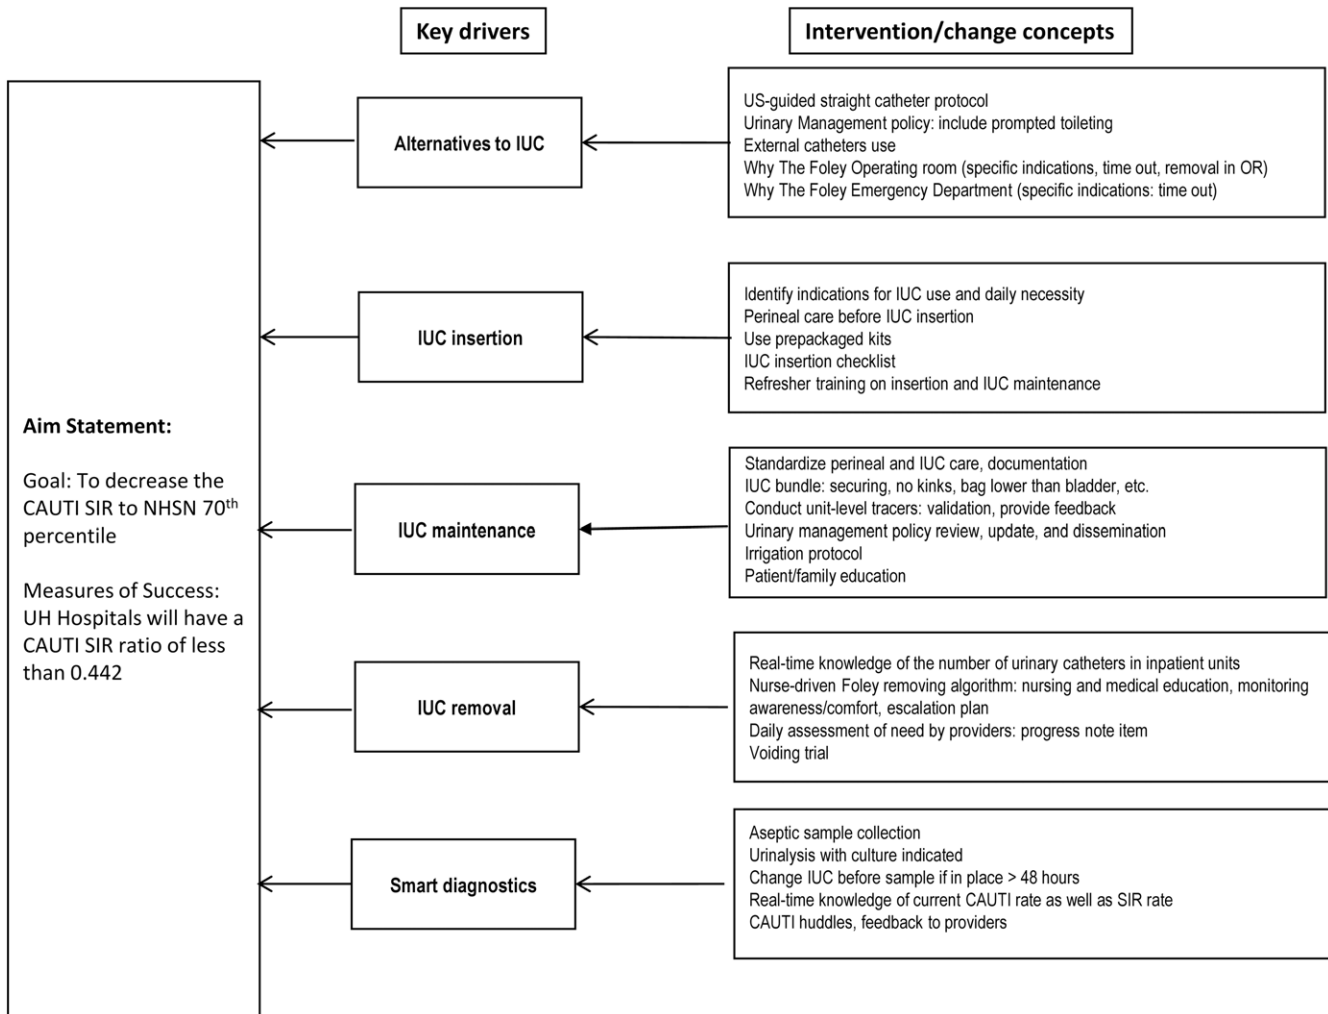 Key drivers
Intervention/change concepts
Aim Statement:
Goal: To decrease the
CAUTI SIR to NHSN 70th
percentile
Measures of Success:
UH Hospitals will have a
CAUTI SIR ratio of less
than 0.442
Alternatives to IUC
US-guided straight catheter protocol
Urinary Management policy: include prompted toileting
External catheters use
Why The Foley Operating room (specific indications, time out, removal in OR)
Why The Foley Emergency Department (specific indications: time out)
IUC insertion
Identify indications for IUC use and daily necessity
Perineal care before IUC insertion
Use prepackaged kits
IUC insertion checklist
Refresher training on insertion and IUC maintenance
IUC maintenance
Standardize perineal and IUC care, documentation
IUC bundle: securing, no kinks, bag lower than bladder, etc.
Conduct unit-level tracers: validation, provide feedback
Urinary management policy review, update, and dissemination
Irrigation protocol
Patient/family education
IUC removal
Real-time knowledge of the number of urinary catheters in inpatient units
Nurse-driven Foley removing algorithm: nursing and medical education, monitoring
awareness/comfort, escalation plan
Daily assessment of need by providers: progress note item
Voiding trial
Smart diagnostics
Aseptic sample collection
Urinalysis with culture indicated
Change IUC before sample if in place > 48 hours
Real-time knowledge of current CAUTI rate as well as SIR rate
CAUTI huddles, feedback to providers